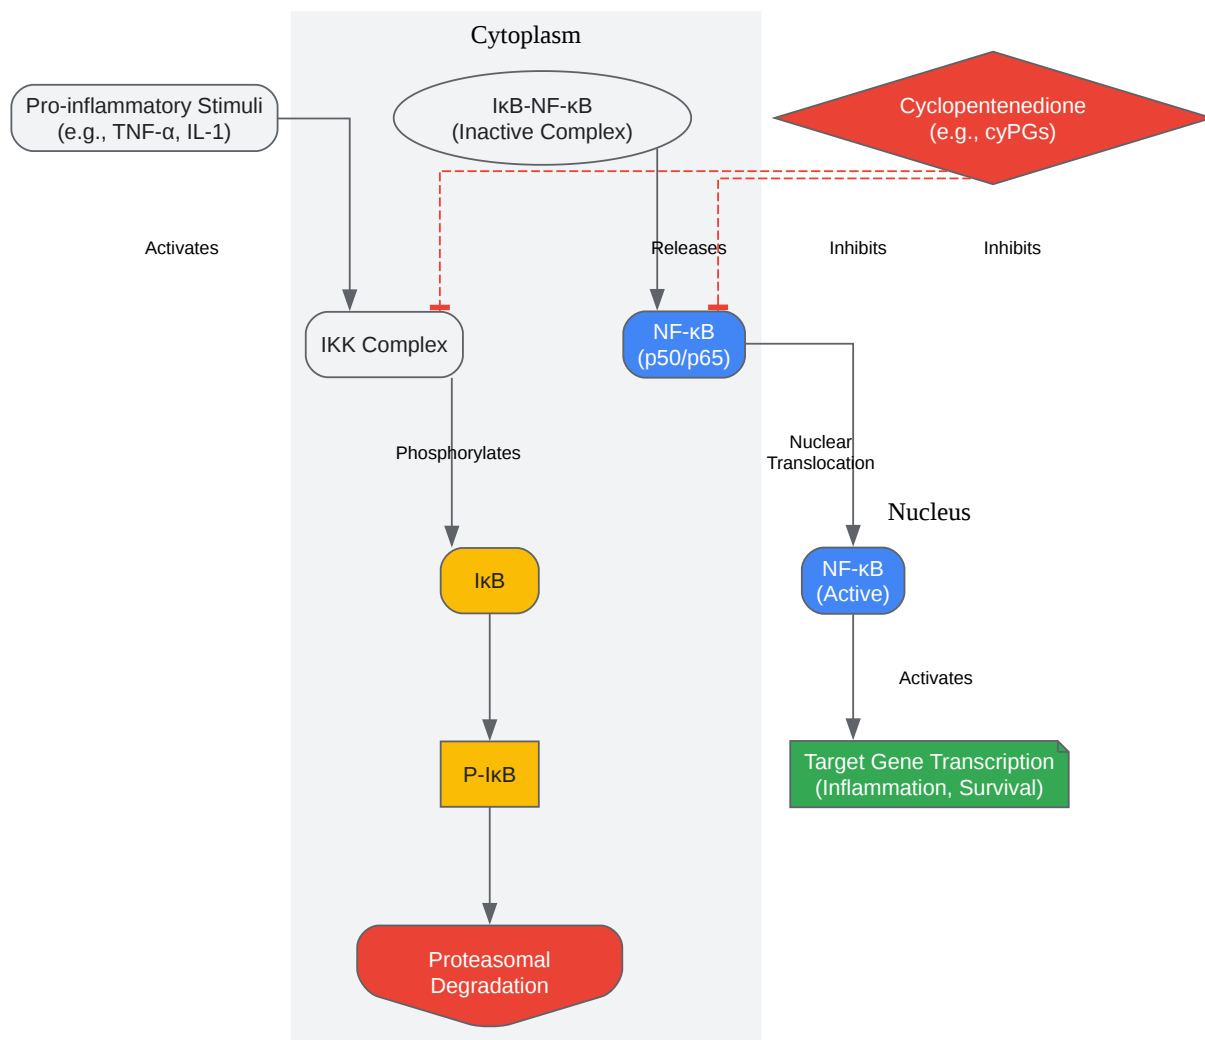 Cytoplasm
Pro-inflammatory Stimuli
(e.g., TNF-α, IL-1)
IκB-NF-κB
(Inactive Complex)
Cyclopentenedione
(e.g., cyPGs)
Activates
Releases
Inhibits
Inhibits
IKK Complex
NF-κB
(p50/p65)
Phosphorylates
Nuclear
Translocation
Nucleus
IκB
NF-κB
(Active)
Activates
P-IκB
Target Gene Transcription
(Inflammation, Survival)
Proteasomal
Degradation